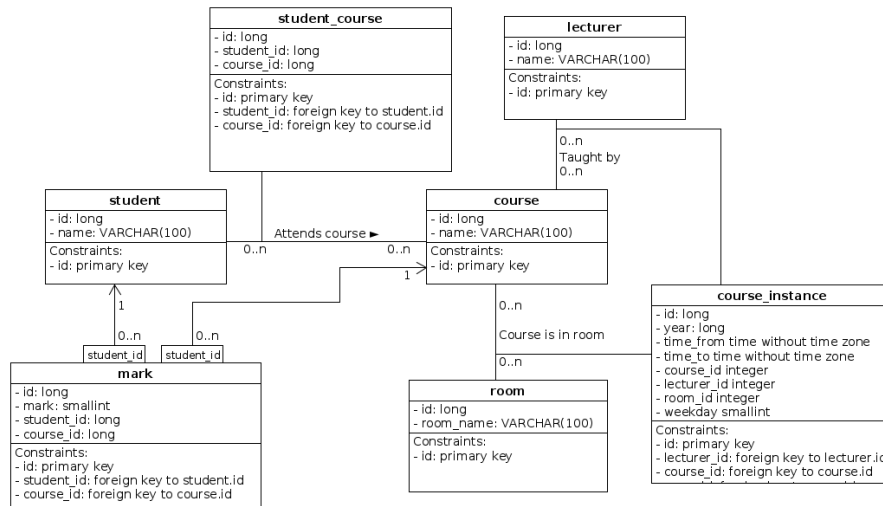 student_course
- id: long
- student_id: long
- course_id: long
Constraints:
- id: primary key
- student_id: foreign key to student.id
- course_id: foreign key to course.id
lecturer
- id: long
- name: VARCHAR(100)
Constraints:
- id: primary key
0..n
Taught by
0..n
student
- id: long
- name: VARCHAR(100)
Constraints:
- id: primary key
Attends course ►
0..n
0..n
course
- id: long
- name: VARCHAR(100)
Constraints:
- id: primary key
1
0..n
student_id
1
0..n
student_id
mark
- id: long
- mark: smallint
- student_id: long
- course_id: long
Constraints:
- id: primary key
- student_id: foreign key to student.id
- course_id: foreign key to course.id
0..n
Course is in room
0..n
room
- id: long
- room_name: VARCHAR(100)
Constraints:
- id: primary key
course_instance
- id: long
- year: long
- time_from time without time zone
- time_to time without time zone
- course_id integer
- lecturer_id integer
- room_id integer
- weekday smallint
Constraints:
- id: primary key
- lecturer_id: foreign key to lecturer.id
- course_id: foreign key to course.id